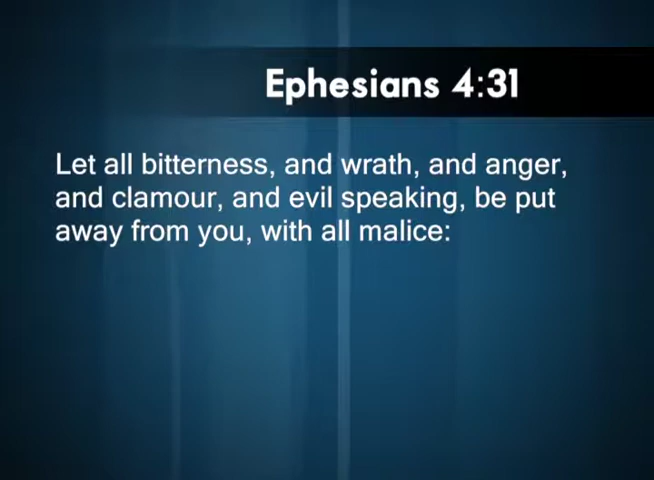 Ephesians 4:31
Let all bitterness, and wrath, and anger,
and clamour, and evil speaking, be put
away from you, with all malice: